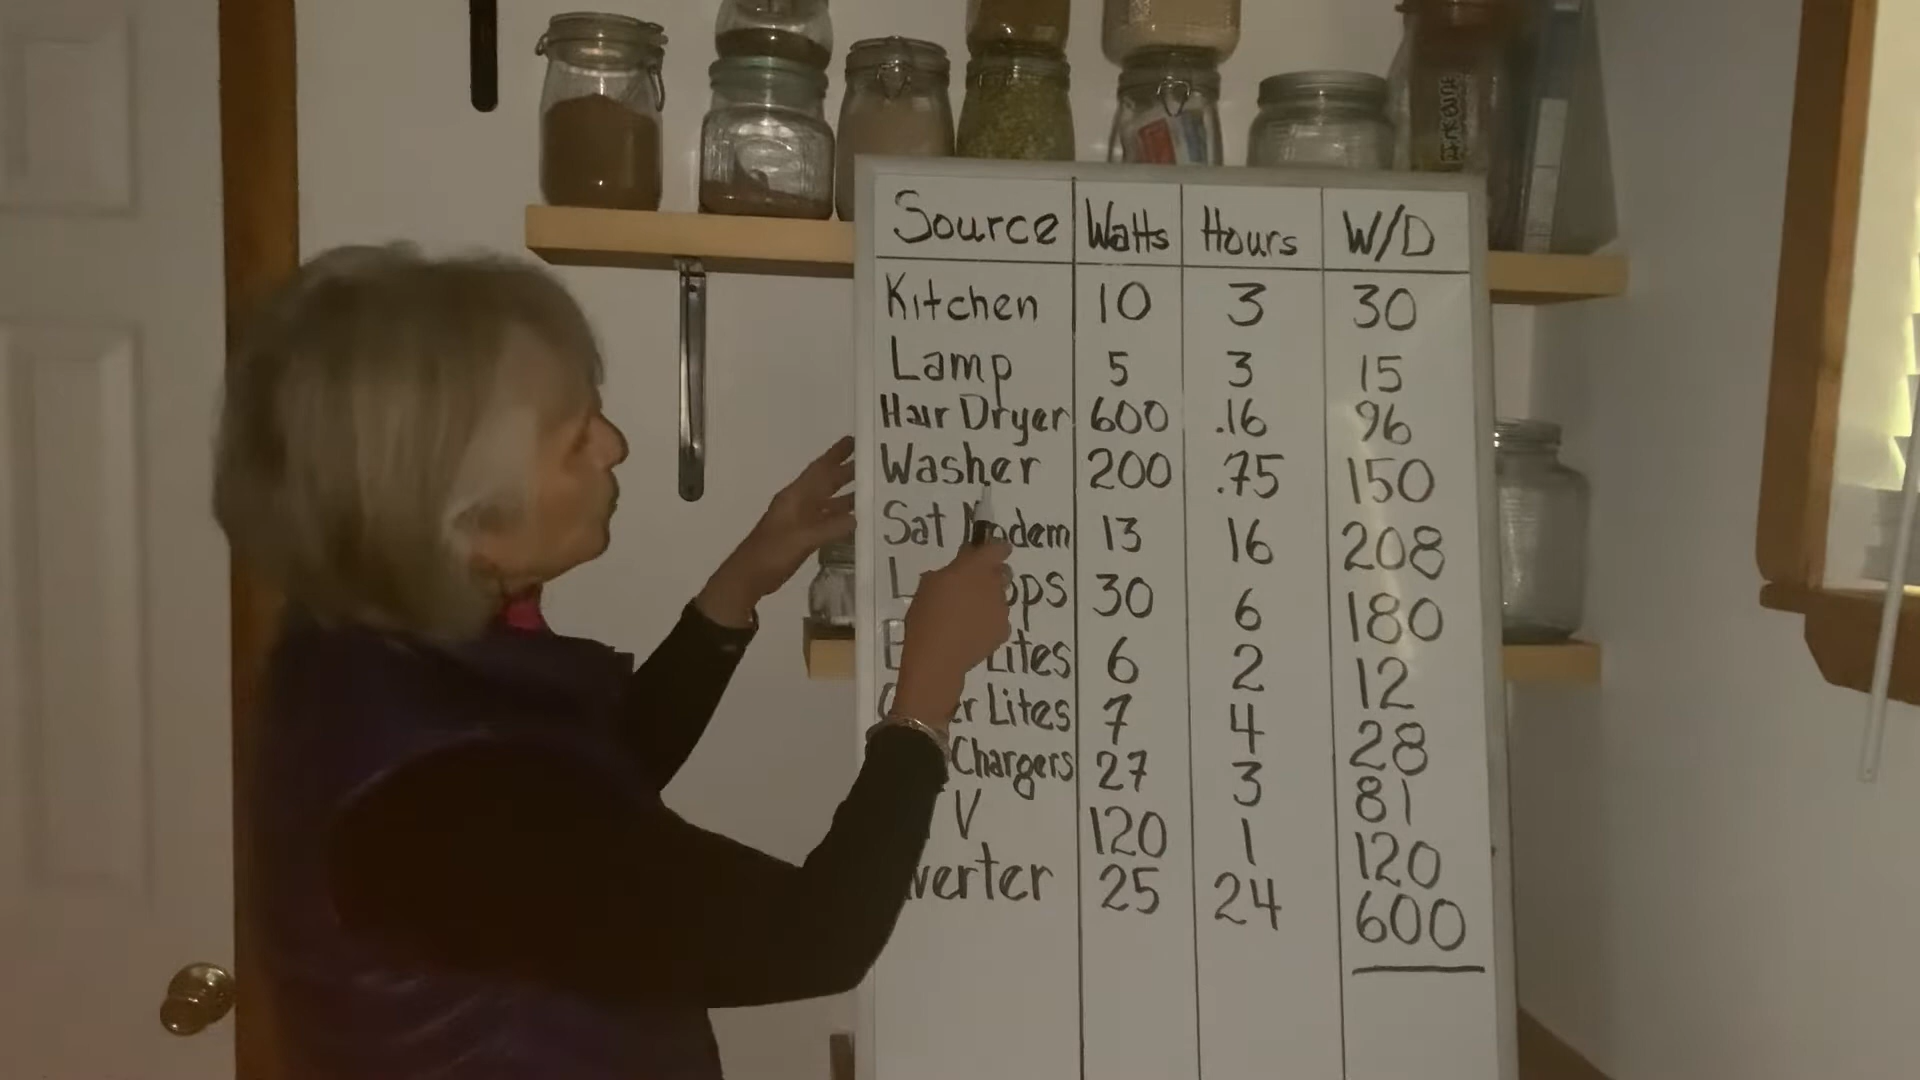 Source Watts Hours W/D
Kitchen 10 3 30
Lamp 5 3 15
Hair Dryer 600 .16 96
Washer 200 .75 150
Sat Modem 13 16 208
30 6 180
Lites 6 2 12
Lites 7 4 28
Chargers 27 3 81
V 120 1 120
25 24 600